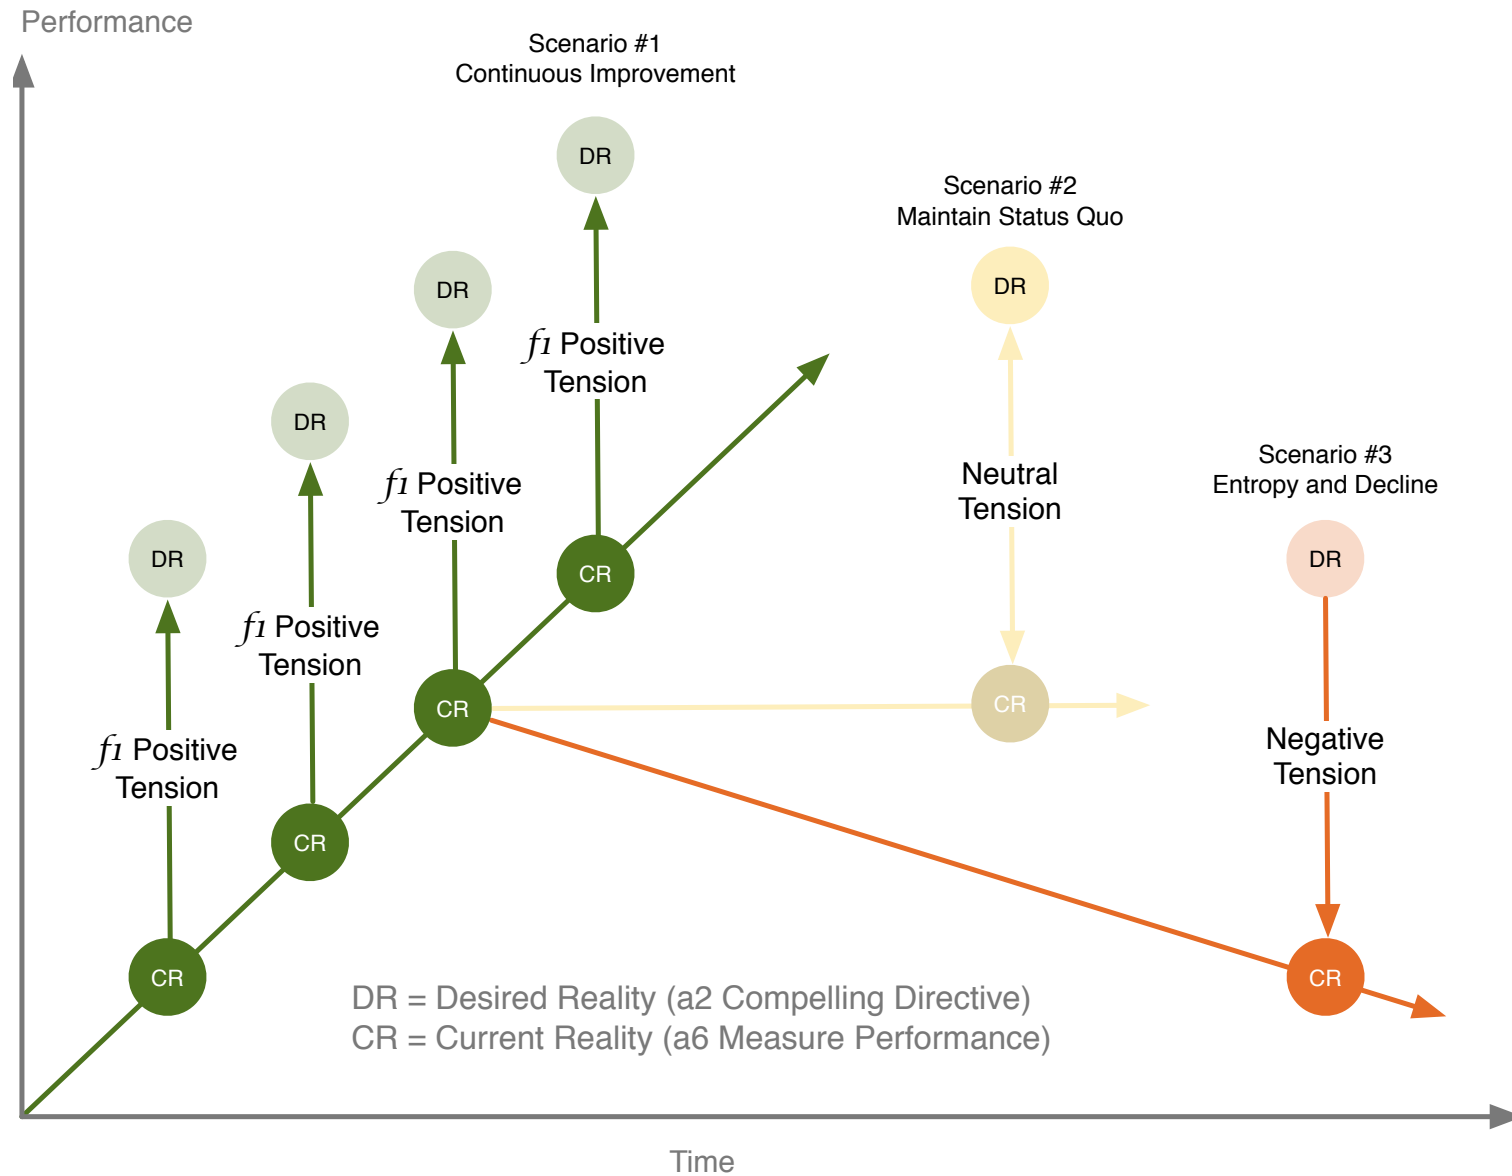 Performance
Scenario #1
Continuous Improvement
DR
Scenario #2
Maintain Status Quo
DR
DR
f1 Positive
Tension
DR
Scenario #3
Entropy and Decline
Neutral
Tension
f1 Positive
Tension
DR
DR
CR
f1 Positive
Tension
CR
CR
f1 Positive
Tension
Negative
Tension
CR
CR
CR
DR = Desired Reality (a2 Compelling Directive)
CR = Current Reality (a6 Measure Performance)
Time